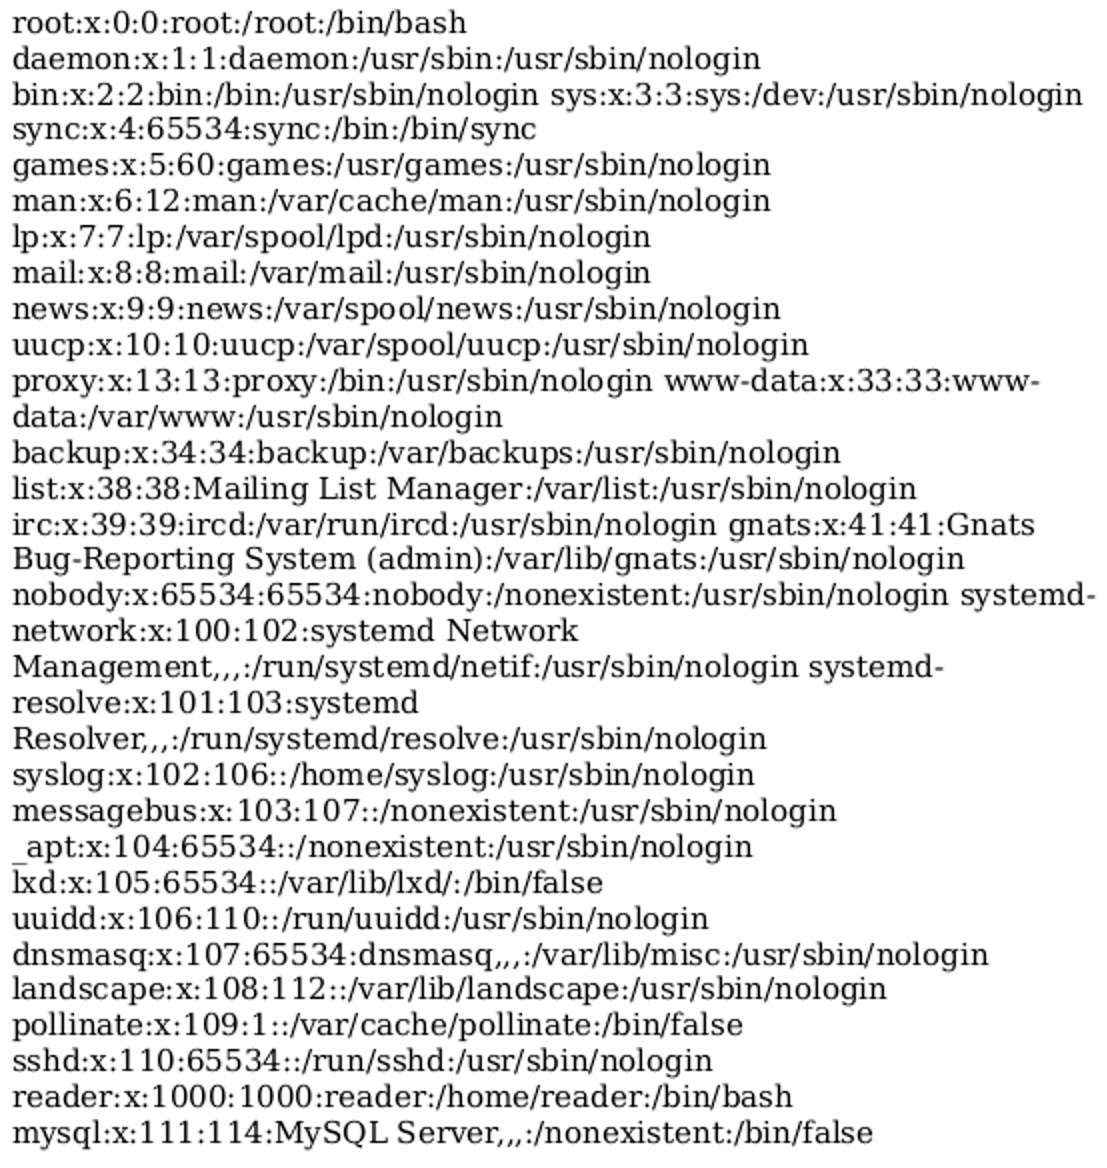 root:x:0:0:root:/root:/bin/bash
daemon:x:1:1:daemon:/usr/sbin:/usr/sbin/nologin
bin:x:2:2:bin:/bin:/usr/sbin/nologin sys:x:3:3:sys:/dev:/usr/sbin/nologin
sync:x:4:65534:sync:/bin:/bin/sync
games:x:5:60:games:/usr/games:/usr/sbin/nologin
man:x:6:12:man:/var/cache/man:/usr/sbin/nologin
lp:x:7:7:lp:/var/spool/lpd:/usr/sbin/nologin
mail:x:8:8:mail:/var/mail:/usr/sbin/nologin
news:x:9:9:news:/var/spool/news:/usr/sbin/nologin
uucp:x:10:10:uucp:/var/spool/uucp:/usr/sbin/nologin
proxy:x:13:13:proxy:/bin:/usr/sbin/nologin www-data:x:33:33:www-
data:/var/www:/usr/sbin/nologin
backup:x:34:34:backup:/var/backups:/usr/sbin/nologin
list:x:38:38:Mailing List Manager:/var/list:/usr/sbin/nologin
irc:x:39:39:ircd:/var/run/ircd:/usr/sbin/nologin gnats:x:41:41:Gnats
Bug-Reporting System (admin):/var/lib/gnats:/usr/sbin/nologin
nobody:x:65534:65534:nobody:/nonexistent:/usr/sbin/nologin systemd-
network:x:100:102:systemd Network
Management,,,:/run/systemd/netif:/usr/sbin/nologin systemd-
resolve:x:101:103:systemd
Resolver,,,:/run/systemd/resolve:/usr/sbin/nologin
syslog:x:102:106::/home/syslog:/usr/sbin/nologin
messagebus:x:103:107::/nonexistent:/usr/sbin/nologin
_apt:x:104:65534::/nonexistent:/usr/sbin/nologin
lxd:x:105:65534::/var/lib/lxd/:/bin/false
uuidd:x:106:110::/run/uuidd:/usr/sbin/nologin
dnsmasq:x:107:65534:dnsmasq,,,:/var/lib/misc:/usr/sbin/nologin
landscape:x:108:112::/var/lib/landscape:/usr/sbin/nologin
pollinate:x:109:1::/var/cache/pollinate:/bin/false
sshd:x:110:65534::/run/sshd:/usr/sbin/nologin
reader:x:1000:1000:reader:/home/reader:/bin/bash
mysql:x:111:114:MySQL Server,,,:/nonexistent:/bin/false